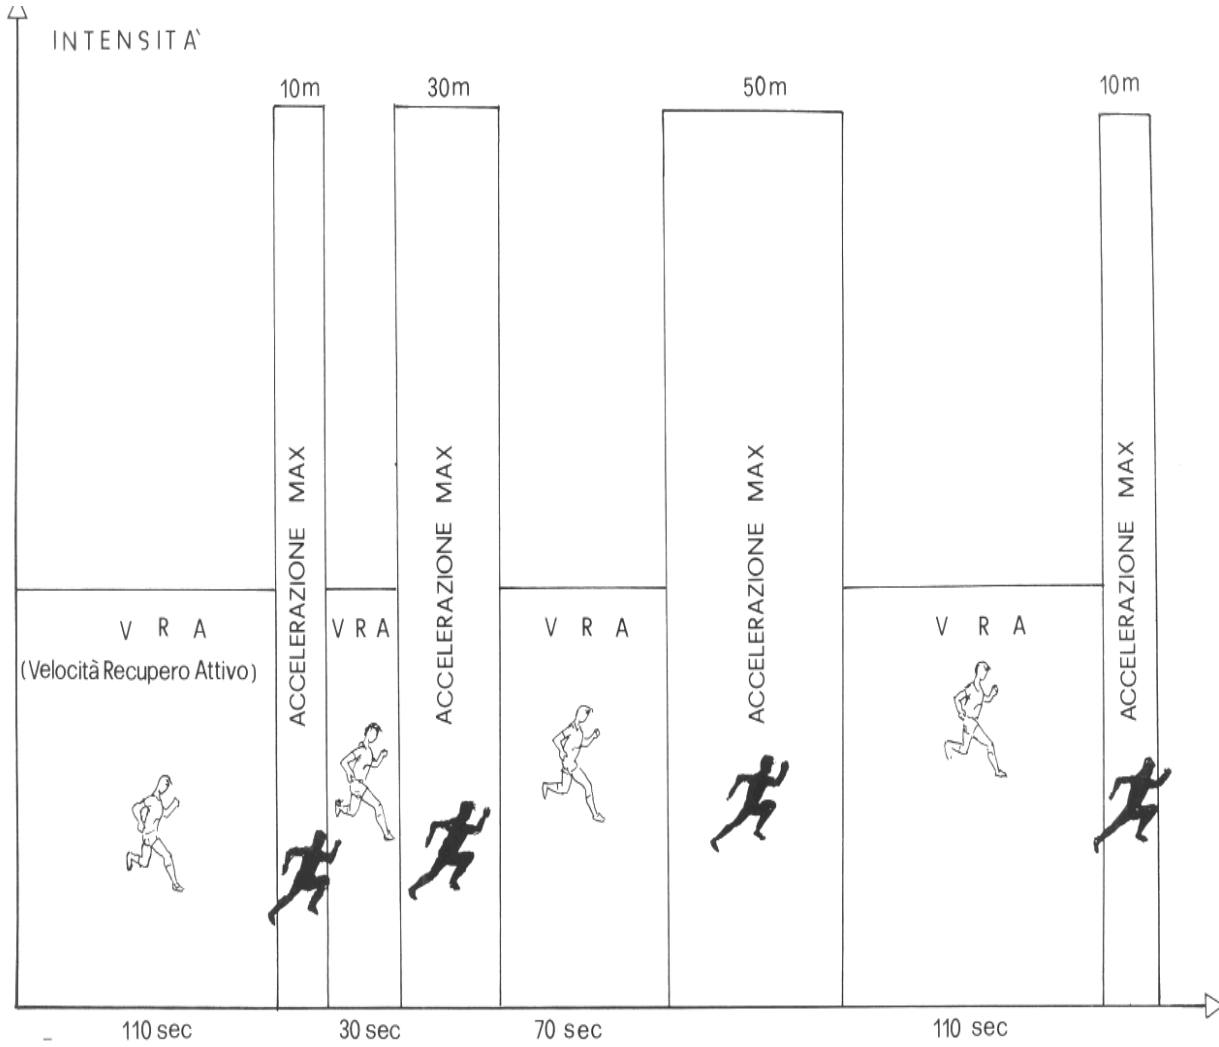 INTENSITÀ
10m
30m
50m
10m
ACCELERAZIONE MAX
ACCELERAZIONE MAX
ACCELERAZIONE MAX
ACCELERAZIONE MAX
V R A
(Velocità Recupero Attivo)
V R A
V R A
V R A
110 sec
30 sec
70 sec
110 sec